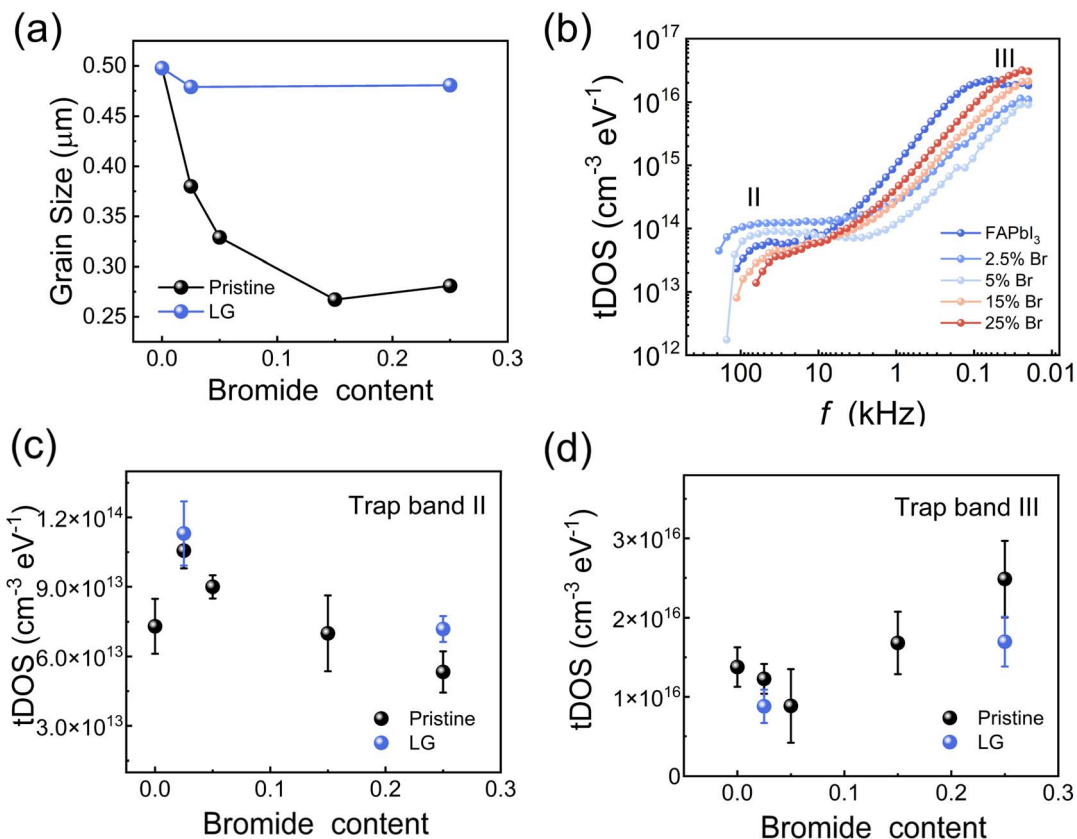 (a)
0.50
0.45
0.40
0.35
0.30
0.25
Grain Size (μm)
Pristine
LG
0.0 0.1 0.2 0.3
Bromide content
(b)
10^17
10^16
10^15
10^14
10^13
10^12
tDOS (cm^-3 eV^-1)
II
III
FAPbI_3
2.5% Br
5% Br
15% Br
25% Br
100 10 1 0.1 0.01
f (kHz)
(c)
1.2×10^14
9.0×10^13
6.0×10^13
3.0×10^13
tDOS (cm^-3 eV^-1)
Trap band II
Pristine
LG
0.0 0.1 0.2 0.3
Bromide content
(d)
3×10^16
2×10^16
1×10^16
0
tDOS (cm^-3 eV^-1)
Trap band III
Pristine
LG
0.0 0.1 0.2 0.3
Bromide content